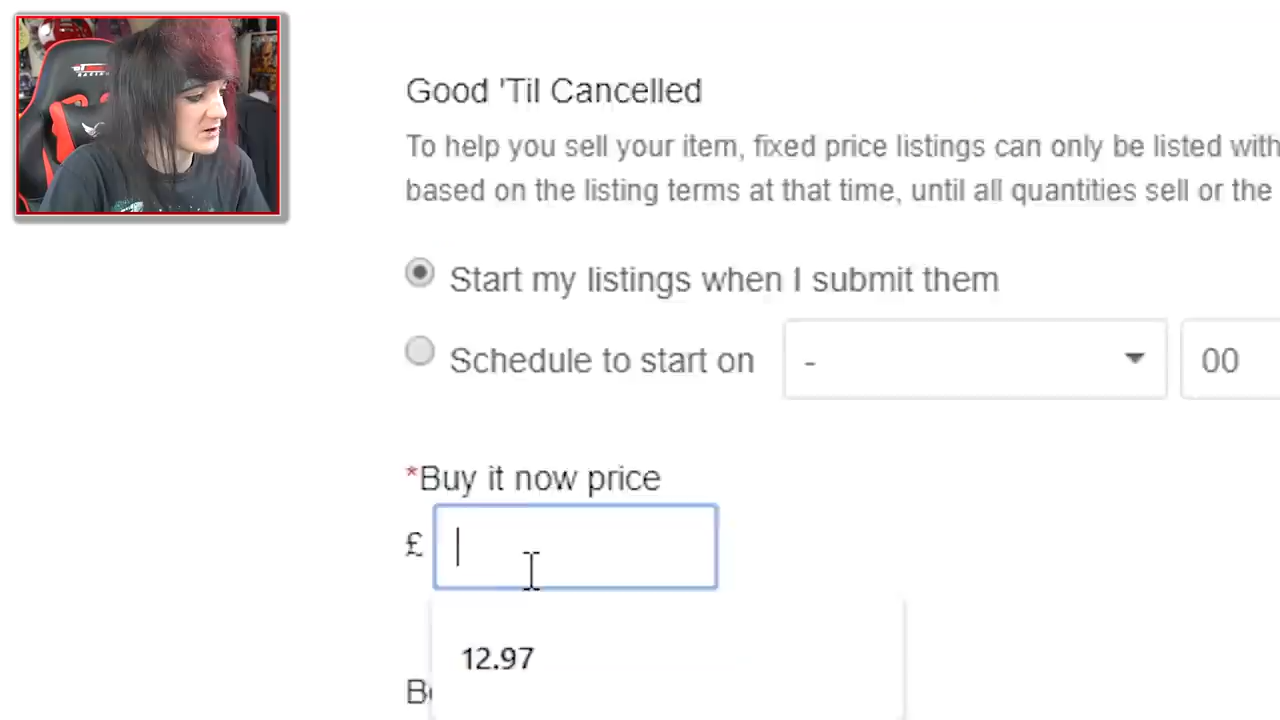 Good 'Til Cancelled
To help you sell your item, fixed price listings can only be listed with
based on the listing terms at that time, until all quantities sell or the
Start my listings when I submit them
Schedule to start on - 00
*Buy it now price
£
12.97